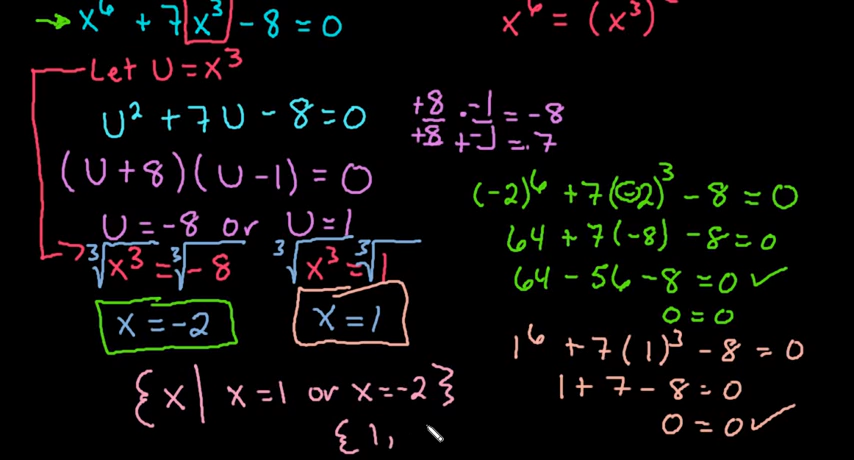 → x⁶ + 7x³ - 8 = 0
Let U = x³
U² + 7U - 8 = 0
(U + 8)(U - 1) = 0
U = -8 or U = 1
∛x³ = ∛-8    ∛x³ = ∛1
x = -2    x = 1
{x | x = 1 or x = -2}
{1,
x⁶ = (x³)
+8 · -1 = -8
+8 + -1 = 7
(-2)⁶ + 7(-2)³ - 8 = 0
64 + 7(-8) - 8 = 0
64 - 56 - 8 = 0 ✓
0 = 0
1⁶ + 7(1)³ - 8 = 0
1 + 7 - 8 = 0
0 = 0 ✓